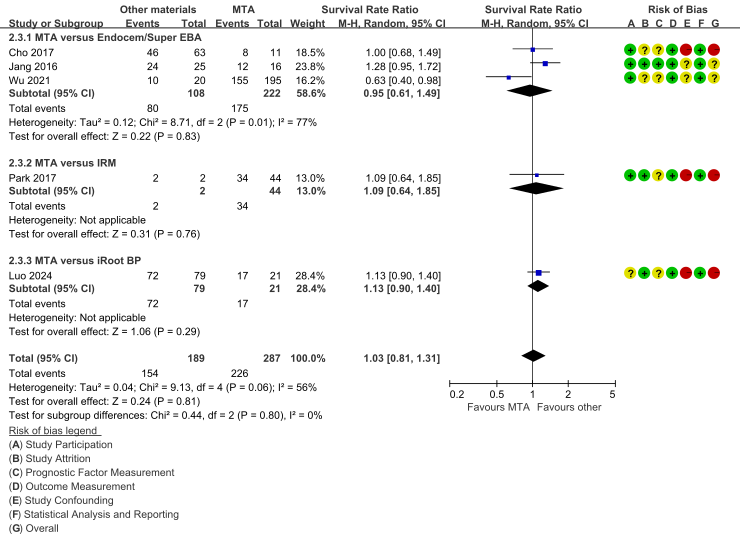 Other materials MTA Survival Rate Ratio Survival Rate Ratio Risk of Bias
Study or Subgroup Events Total Events Total Weight M-H, Random, 95% CI M-H, Random, 95% CI A B C D E F G
2.3.1 MTA versus Endocem/Super EBA
Cho 2017 46 63 8 11 18.5% 1.00 [0.68, 1.49] + ? ? + - ? -
Jang 2016 24 25 12 16 23.8% 1.28 [0.95, 1.72] + + + + ? + ?
Wu 2021 10 20 155 195 16.2% 0.63 [0.40, 0.98] + + ? + ? + ?
Subtotal (95% CI) 108 222 58.6% 0.95 [0.61, 1.49]
Total events 80 175
Heterogeneity: Tau² = 0.12; Chi² = 8.71, df = 2 (P = 0.01); I² = 77%
Test for overall effect: Z = 0.22 (P = 0.83)
2.3.2 MTA versus IRM
Park 2017 2 2 34 44 13.0% 1.09 [0.64, 1.85] + + ? + - + -
Subtotal (95% CI) 2 44 13.0% 1.09 [0.64, 1.85]
Total events 2 34
Heterogeneity: Not applicable
Test for overall effect: Z = 0.31 (P = 0.76)
2.3.3 MTA versus iRoot BP
Luo 2024 72 79 17 21 28.4% 1.13 [0.90, 1.40] ? + ? + - + -
Subtotal (95% CI) 79 21 28.4% 1.13 [0.90, 1.40]
Total events 72 17
Heterogeneity: Not applicable
Test for overall effect: Z = 1.06 (P = 0.29)
Total (95% CI) 189 287 100.0% 1.03 [0.81, 1.31]
Total events 154 226
Heterogeneity: Tau² = 0.04; Chi² = 9.13, df = 4 (P = 0.06); I² = 56%
Test for overall effect: Z = 0.24 (P = 0.81)
Test for subgroup differences: Chi² = 0.44, df = 2 (P = 0.80), I² = 0%
0.2 0.5 1 2 5
Favours MTA Favours other
Risk of bias legend
(A) Study Participation
(B) Study Attrition
(C) Prognostic Factor Measurement
(D) Outcome Measurement
(E) Study Confounding
(F) Statistical Analysis and Reporting
(G) Overall